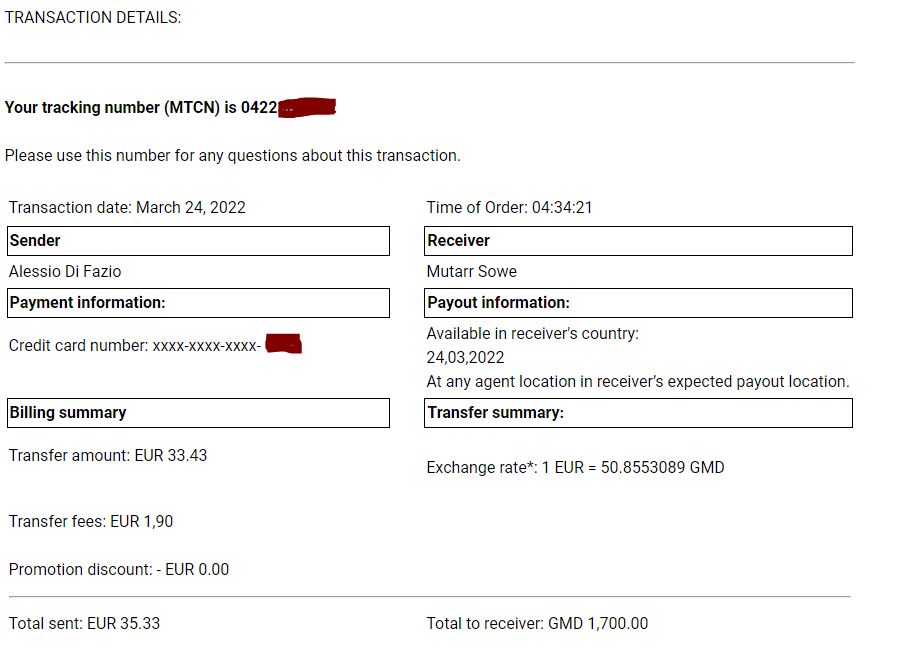 TRANSACTION DETAILS:
Your tracking number (MTCN) is 0422
Please use this number for any questions about this transaction.
Transaction date: March 24, 2022
Time of Order: 04:34:21
Sender
Receiver
Alessio Di Fazio
Mutarr Sowe
Payment information:
Payout information:
Credit card number: xxxx-xxxx-xxxx-
Available in receiver's country:
24,03,2022
At any agent location in receiver's expected payout location.
Billing summary
Transfer summary:
Transfer amount: EUR 33.43
Exchange rate*: 1 EUR = 50.8553089 GMD
Transfer fees: EUR 1,90
Promotion discount: - EUR 0.00
Total sent: EUR 35.33
Total to receiver: GMD 1,700.00